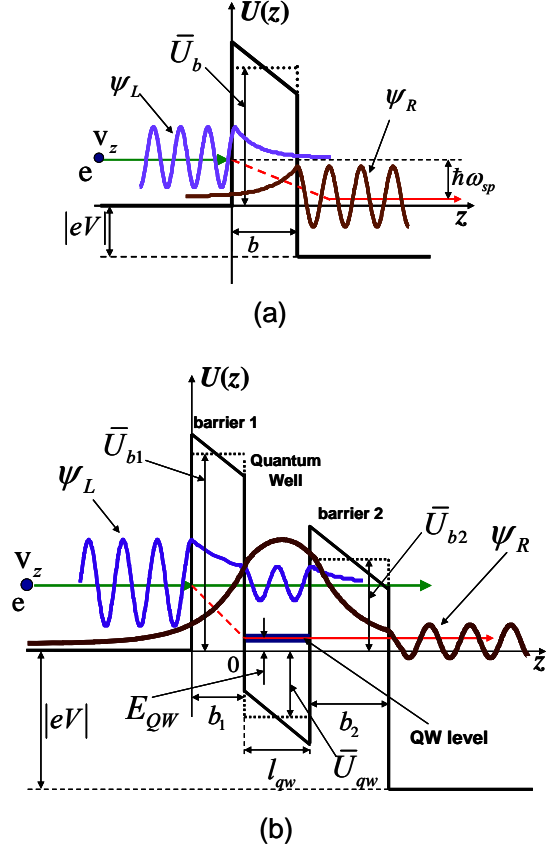 U(z)
Ū_b
ψ_L
ψ_R
v_z
e
ħω_sp
z
|eV|
b
(a)
U(z)
barrier 1
Ū_b1
Quantum
Well
ψ_L
barrier 2
Ū_b2
ψ_R
v_z
e
0
z
E_QW
b_1
b_2
|eV|
QW level
l_qw
Ū_qw
(b)